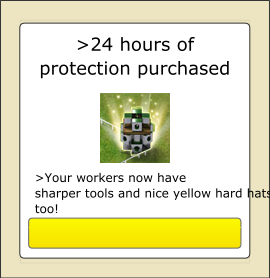 >24 hours of
protection purchased
>Your workers now have
sharper tools and nice yellow hard hats
too!